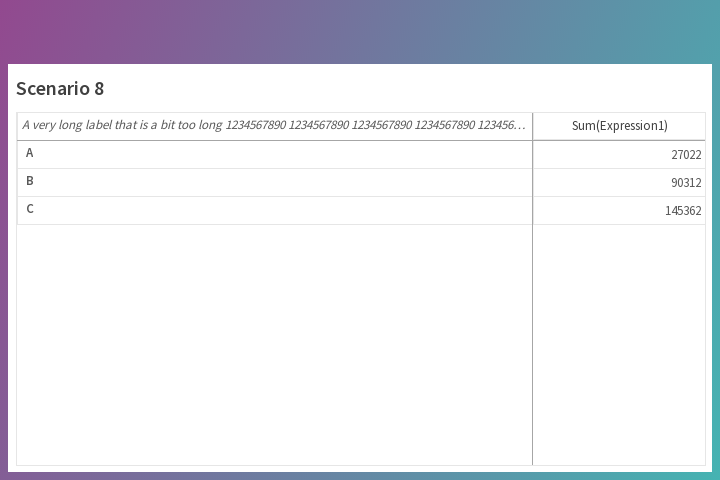 Scenario 8
A very long label that is a bit too long 1234567890 1234567890 1234567890 1234567890 123456… Sum(Expression1)
A 27022
B 90312
C 145362